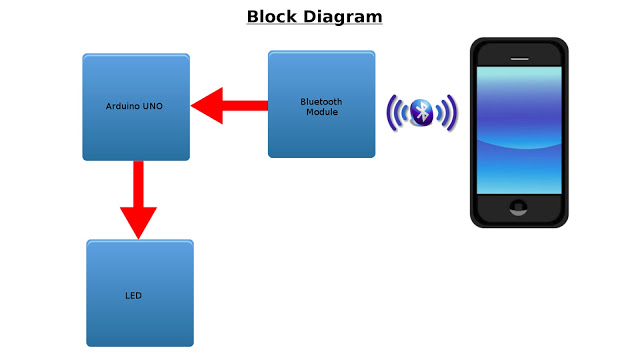 Block Diagram
Arduino UNO
Bluetooth
Module
LED